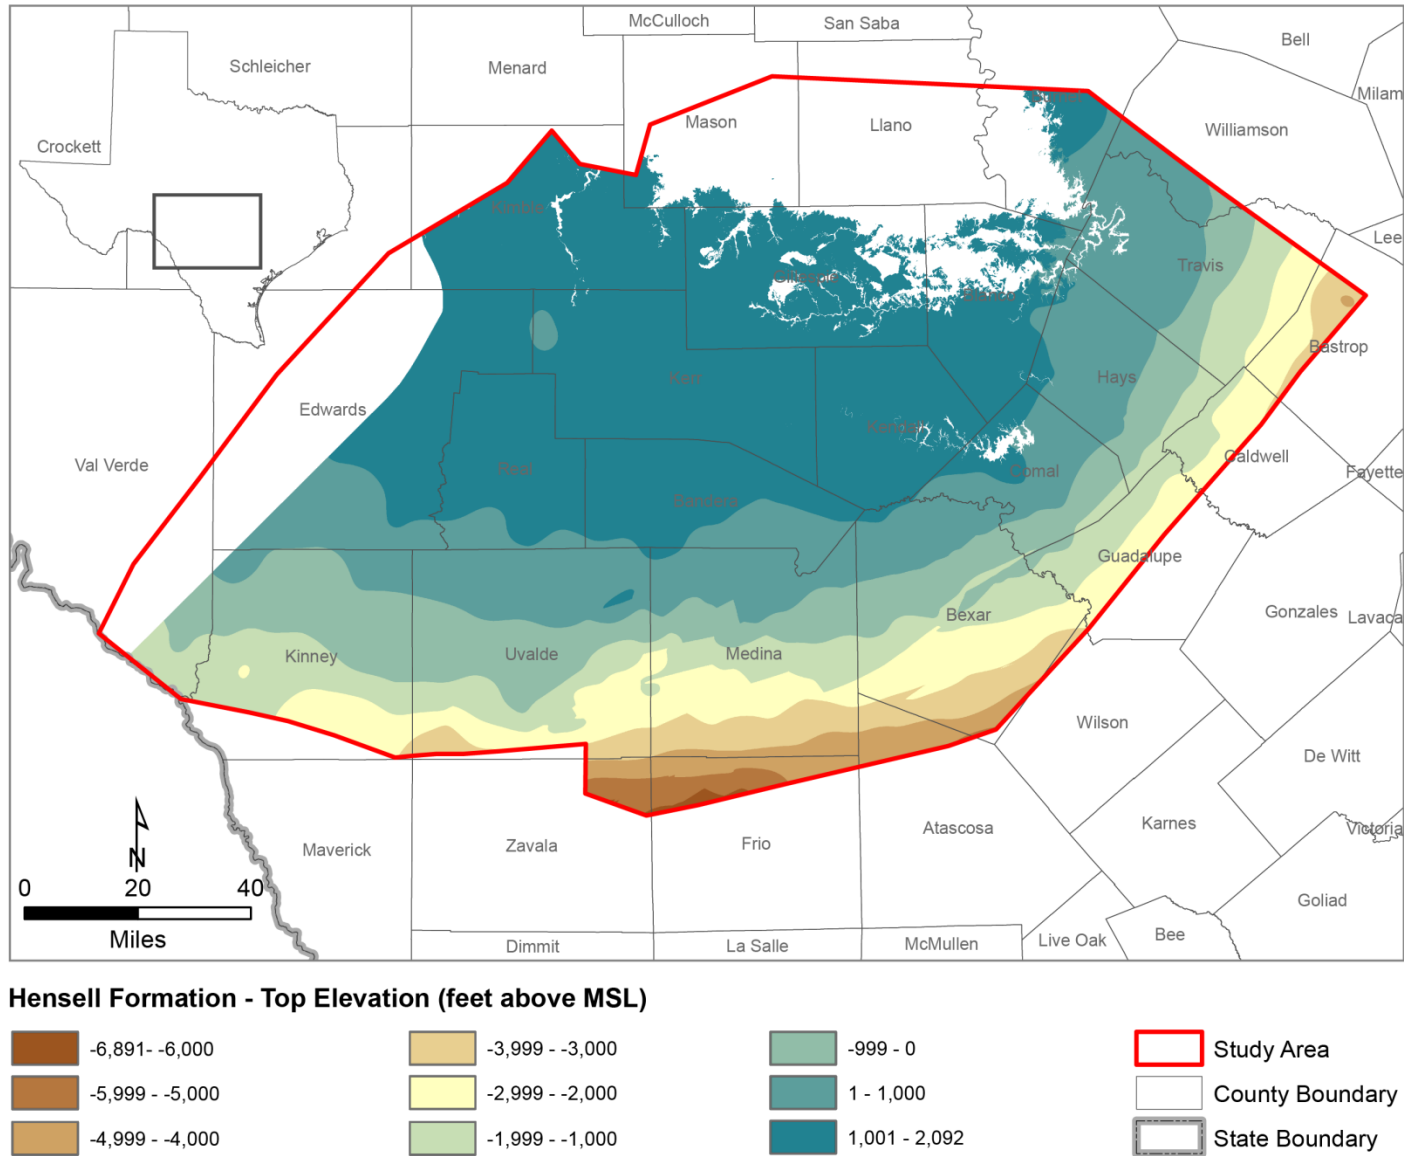 McCulloch
San Saba
Bell
Schleicher
Menard
Milam
Mason
Llano
Williamson
Crockett
Kimble
Lee
Travis
Gillespie
Blanco
Bastrop
Kerr
Hays
Edwards
Kendall
Val Verde
Real
Comal
Caldwell
Fayette
Bandera
Guadalupe
Bexar
Gonzales
Lavaca
Kinney
Uvalde
Medina
Wilson
De Witt
Maverick
Zavala
Frio
Atascosa
Karnes
Victoria
Goliad
N
0 20 40
Miles
Dimmit
La Salle
McMullen
Live Oak
Bee
Hensell Formation - Top Elevation (feet above MSL)
-6,891- -6,000
-3,999 - -3,000
-999 - 0
Study Area
-5,999 - -5,000
-2,999 - -2,000
1 - 1,000
County Boundary
-4,999 - -4,000
-1,999 - -1,000
1,001 - 2,092
State Boundary